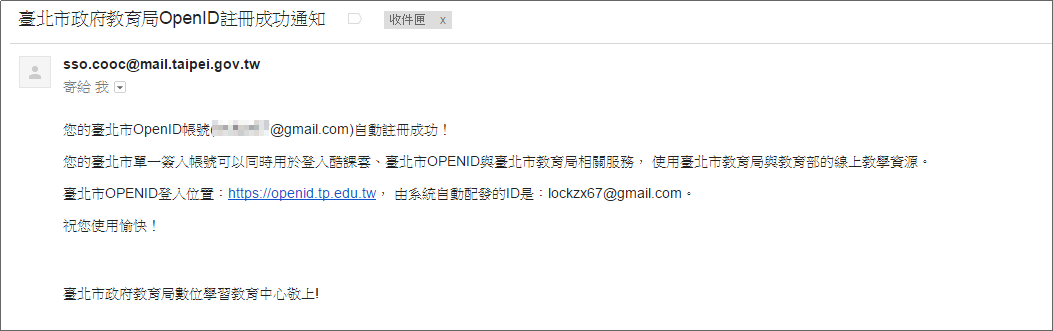 臺北市政府教育局OpenID註冊成功通知
收件匣 x
sso.cooc@mail.taipei.gov.tw
寄給 我
您的臺北市OpenID帳號(@gmail.com)自動註冊成功！
您的臺北市單一簽入帳號可以同時用於登入酷課雲、臺北市OPENID與臺北市教育局相關服務， 使用臺北市教育局與教育部的線上教學資源。
臺北市OPENID登入位置：https://openid.tp.edu.tw， 由系統自動配發的ID是：lockzx67@gmail.com。
祝您使用愉快！
臺北市政府教育局數位學習教育中心敬上!